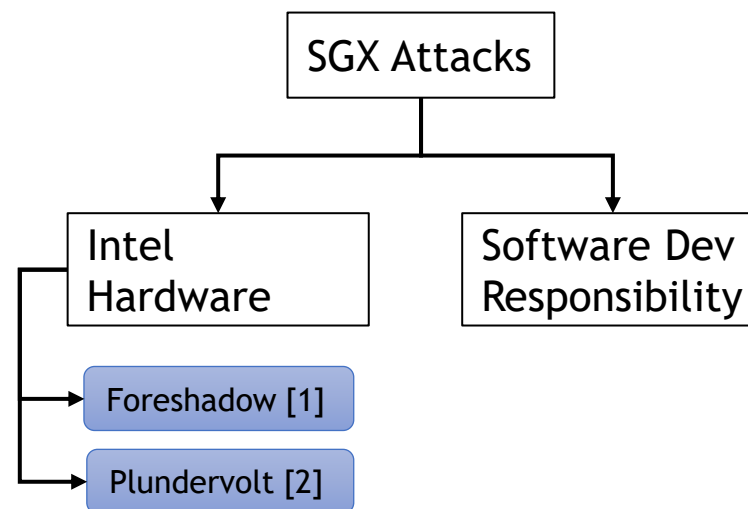 SGX Attacks
Intel
Hardware
Software Dev
Responsibility
Foreshadow [1]
Plundervolt [2]